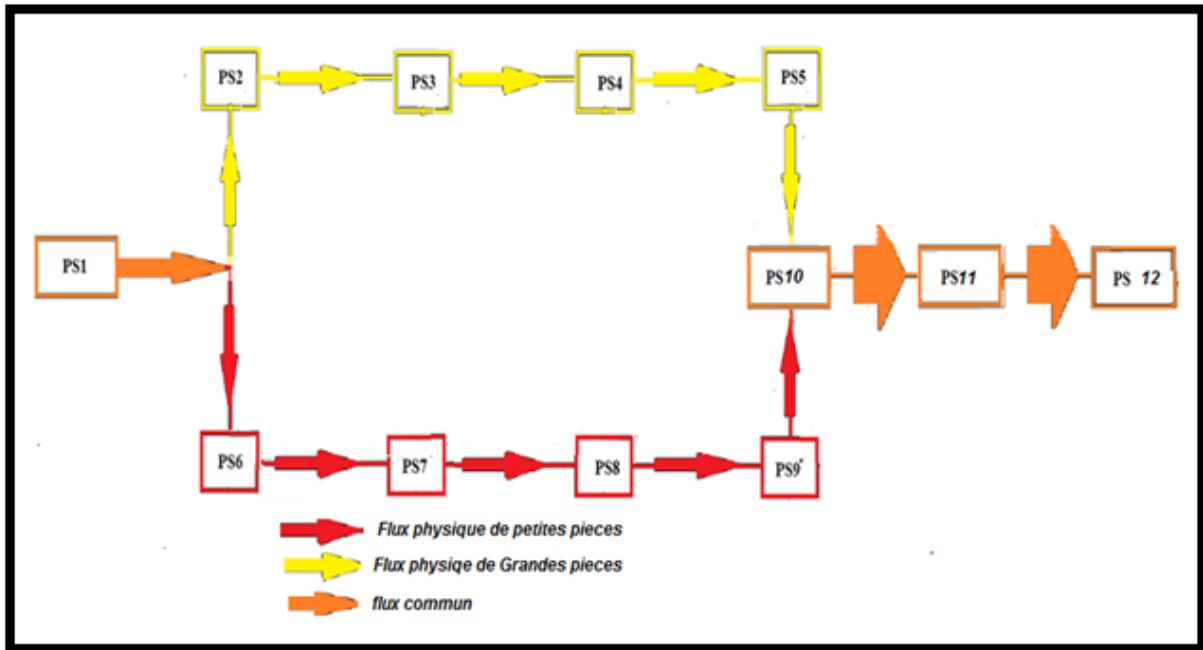 PS2
PS3
PS4
PS5
PS1
PS10
PS11
PS 12
PS6
PS7
PS8
PS9'
Flux physique de petites pieces
Flux physiqe de Grandes pieces
flux commun